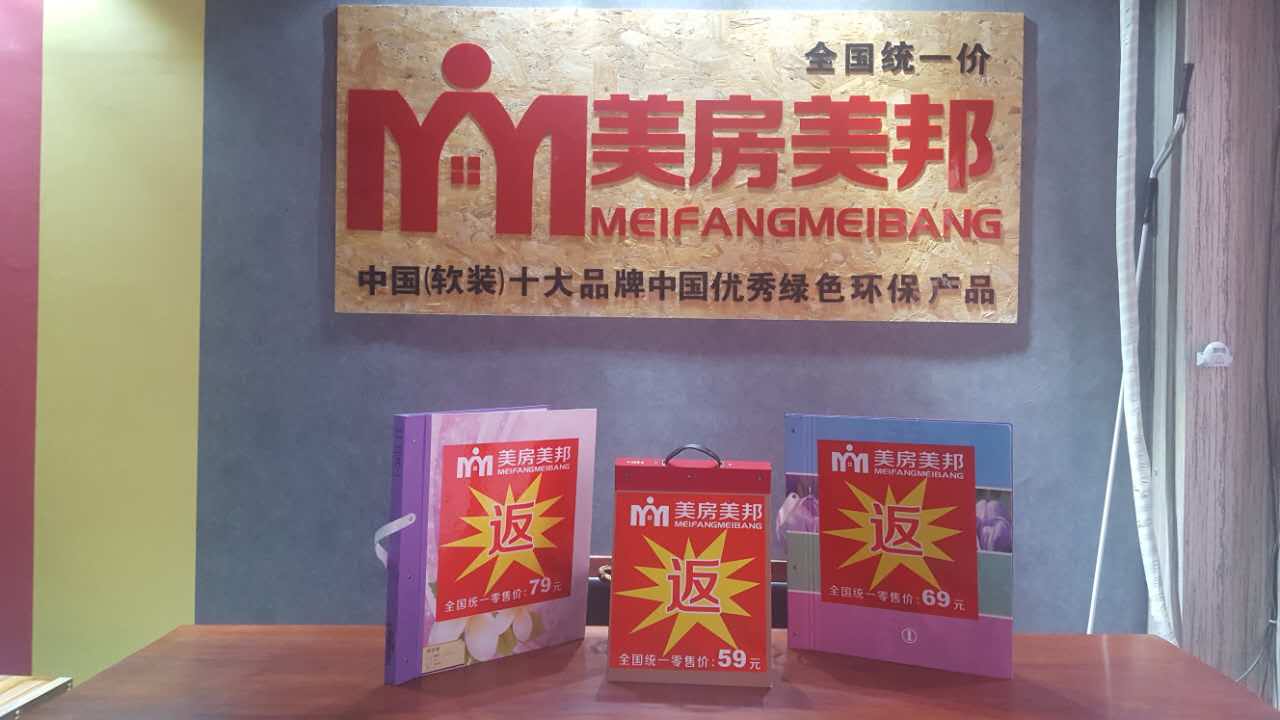 全国统一价
美房美邦
MEIFANGMEIBANG
中国(软装)十大品牌中国优秀绿色环保产品
美房美邦
MEIFANGMEIBANG
返
全国统一零售价:79元
美房美邦
MEIFANGMEIBANG
返
全国统一零售价:59元
美房美邦
MEIFANGMEIBANG
返
全国统一零售价:69元
①